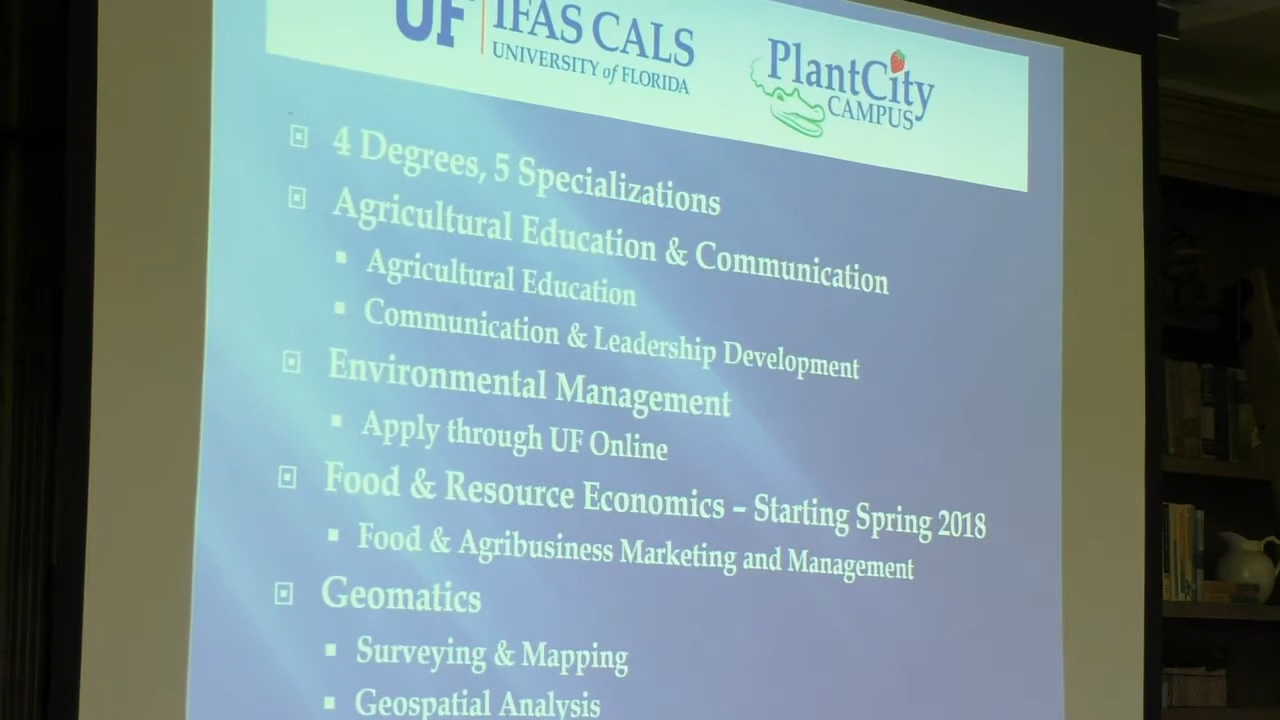 UF IFAS CALS
UNIVERSITY of FLORIDA
PlantCity
CAMPUS
4 Degrees, 5 Specializations
Agricultural Education & Communication
Agricultural Education
Communication & Leadership Development
Environmental Management
Apply through UF Online
Food & Resource Economics – Starting Spring 2018
Food & Agribusiness Marketing and Management
Geomatics
Surveying & Mapping
Geospatial Analysis